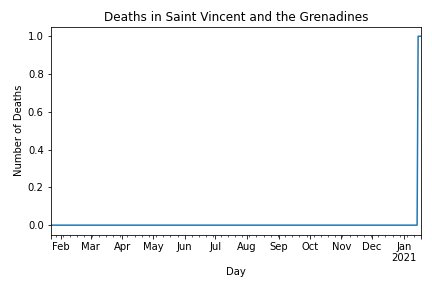 Deaths in Saint Vincent and the Grenadines
1.0
0.8
0.6
0.4
0.2
0.0
Number of Deaths
Feb Mar Apr May Jun Jul Aug Sep Oct Nov Dec Jan
2021
Day